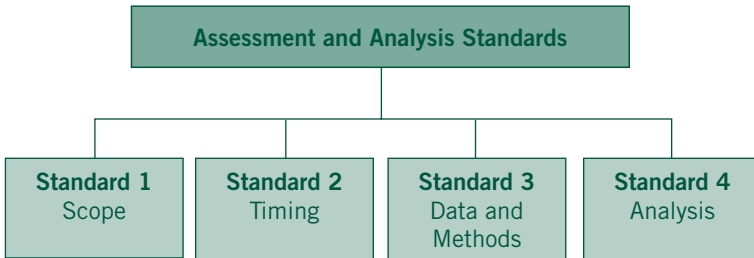 Assessment and Analysis Standards
Standard 1
Scope
Standard 2
Timing
Standard 3
Data and
Methods
Standard 4
Analysis